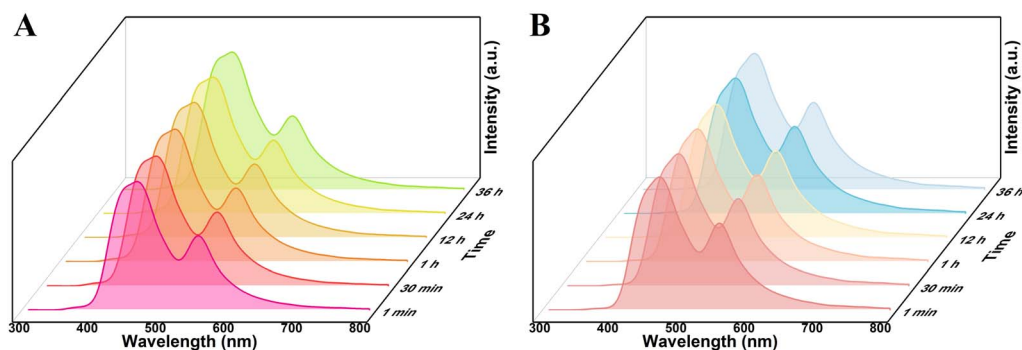 A
Intensity (a.u.)
36 h
24 h
12 h
Time
1 h
30 min
1 min
300 400 500 600 700 800
Wavelength (nm)
B
Intensity (a.u.)
36 h
24 h
12 h
Time
1 h
30 min
1 min
300 400 500 600 700 800
Wavelength (nm)